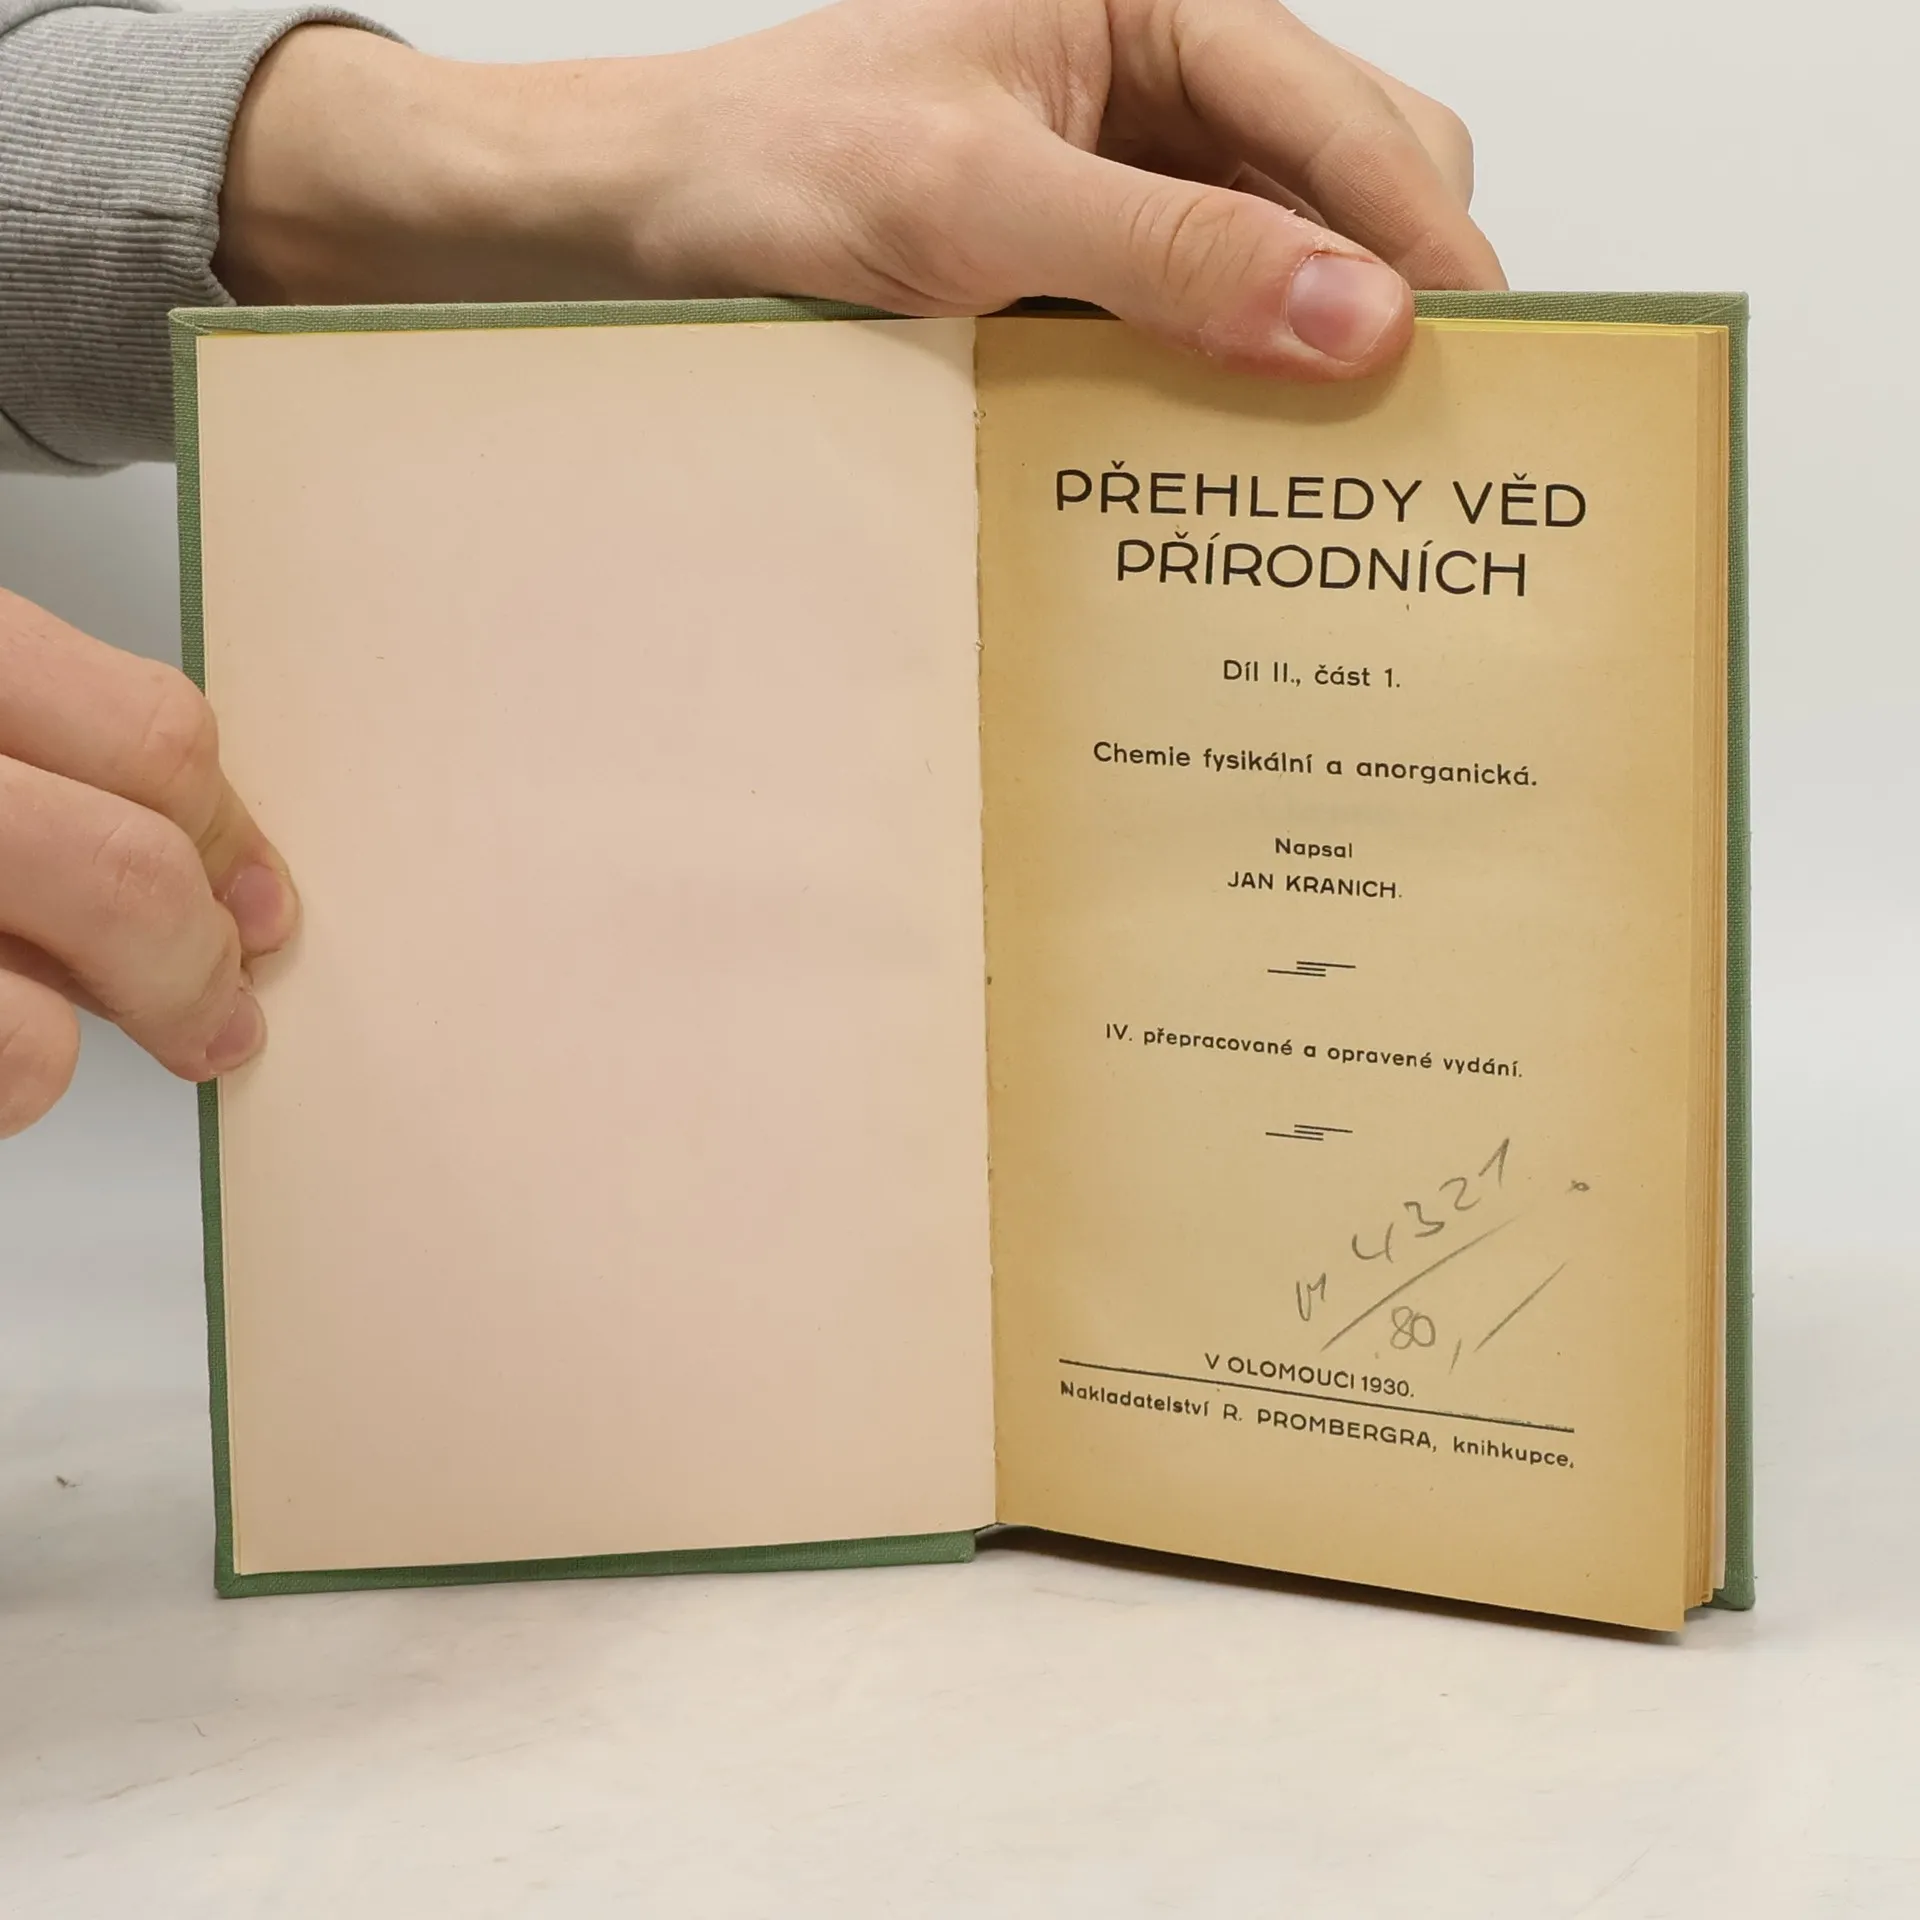 PŘEHLEDY VĚD
PŘÍRODNÍCH
Díl II., část 1.
Chemie fysikální a anorganická.
Napsal
JAN KRANICH.
IV. přepracované a opravené vydání.
4321
80,/
V OLOMOUCI 1930.
Nakladatelství R. PROMBERGRA, knihkupce.